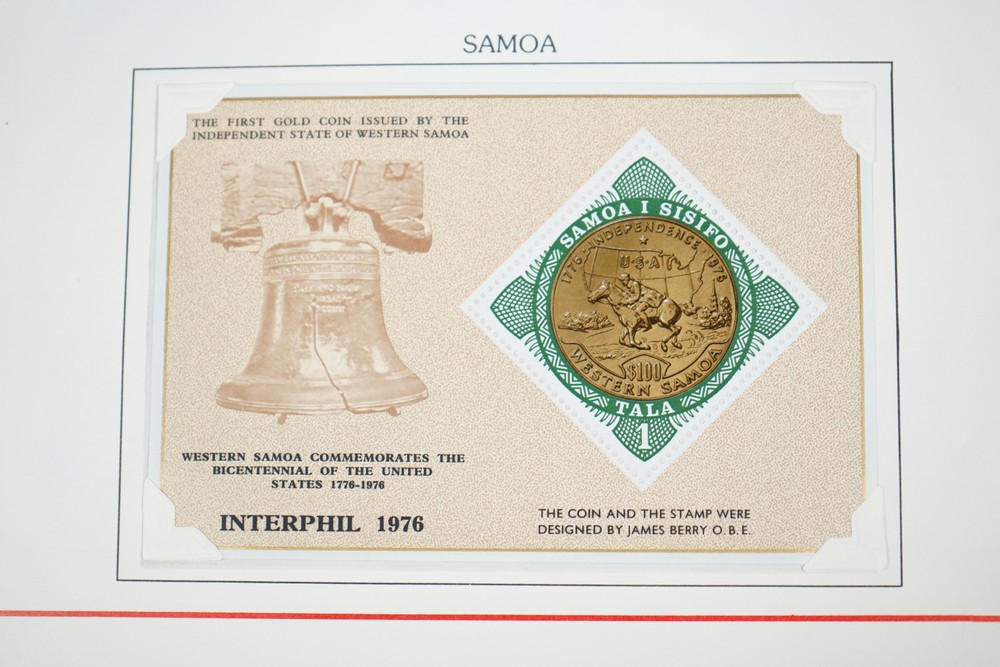 SAMOA
THE FIRST GOLD COIN ISSUED BY THE
INDEPENDENT STATE OF WESTERN SAMOA
WESTERN SAMOA COMMEMORATES THE
BICENTENNIAL OF THE UNITED
STATES 1776-1976
INTERPHIL 1976
SAMOA I SISIFO
1776 · INDEPENDENCE · 1976
U·S·A
$100
WESTERN SAMOA
TALA
1
THE COIN AND THE STAMP WERE
DESIGNED BY JAMES BERRY O.B.E.